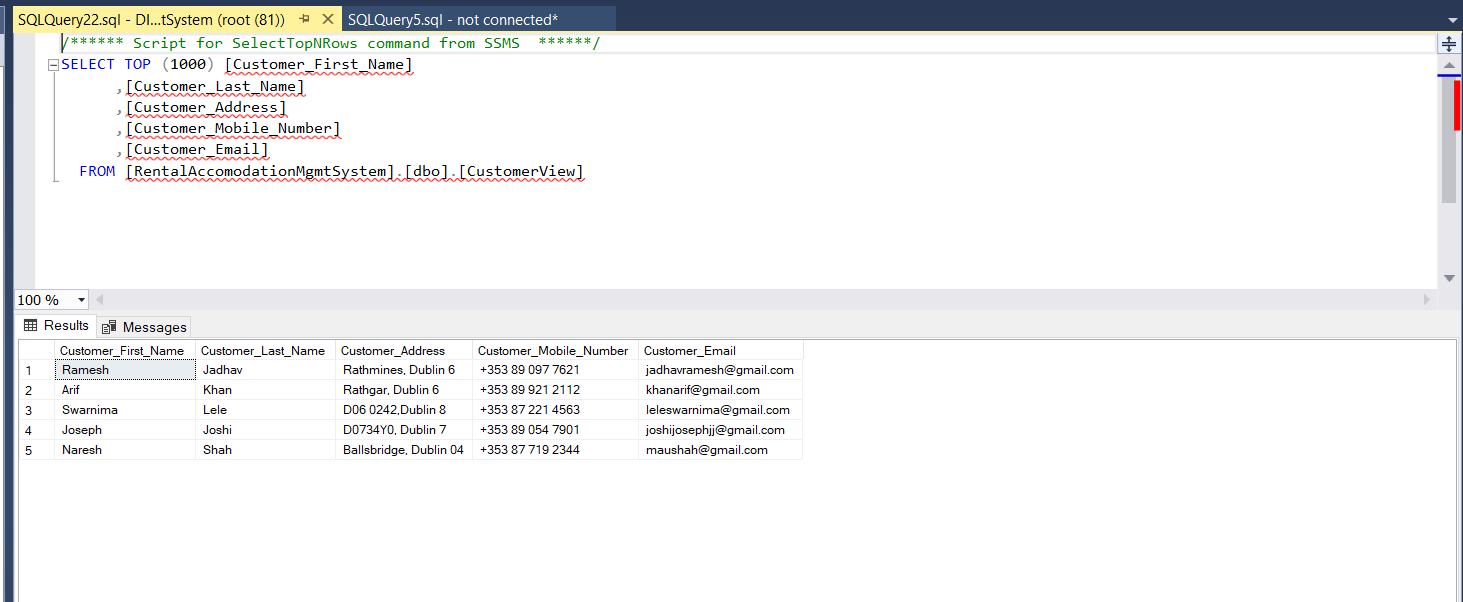 SQLQuery22.sql - DI...tSystem (root (81)) SQLQuery5.sql - not connected*
/****** Script for SelectTopNRows command from SSMS  ******/
SELECT TOP (1000) [Customer_First_Name]
,[Customer_Last_Name]
,[Customer_Address]
,[Customer_Mobile_Number]
,[Customer_Email]
FROM [RentalAccomodationMgmtSystem].[dbo].[CustomerView]
100 %
Results Messages
Customer_First_Name Customer_Last_Name Customer_Address Customer_Mobile_Number Customer_Email
1 Ramesh Jadhav Rathmines, Dublin 6 +353 89 097 7621 jadhavramesh@gmail.com
2 Arif Khan Rathgar, Dublin 6 +353 89 921 2112 khanarif@gmail.com
3 Swarnima Lele D06 0242,Dublin 8 +353 87 221 4563 leleswarnima@gmail.com
4 Joseph Joshi D0734Y0, Dublin 7 +353 89 054 7901 joshijosephjj@gmail.com
5 Naresh Shah Ballsbridge, Dublin 04 +353 87 719 2344 maushah@gmail.com